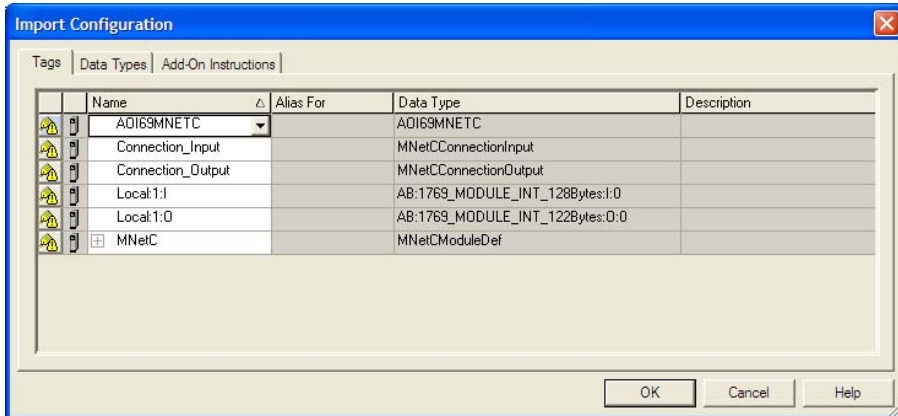 Import Configuration
Tags Data Types Add-On Instructions
Name Alias For Data Type Description
AOI69MNETC AOI69MNETC
Connection_Input MNetCConnectionInput
Connection_Output MNetCConnectionOutput
Local:1:I AB:1769_MODULE_INT_128Bytes:I:0
Local:1:O AB:1769_MODULE_INT_122Bytes:O:0
MNetC MNetCModuleDef
OK Cancel Help